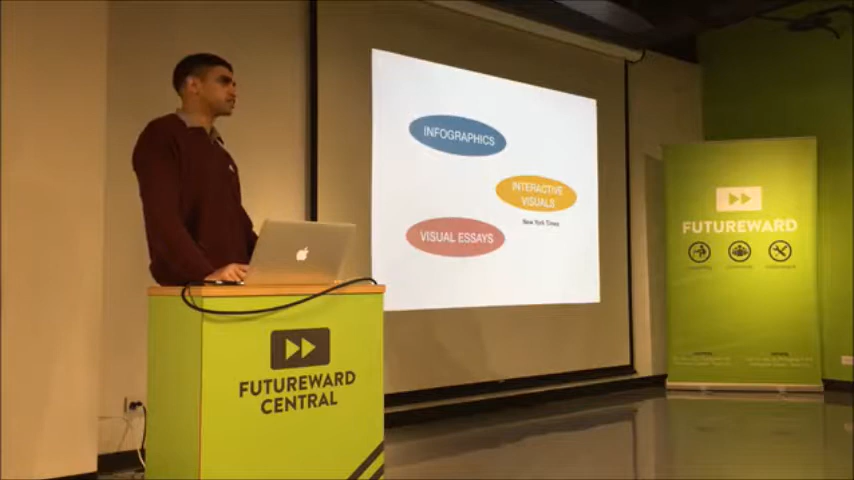 INFOGRAPHICS
INTERACTIVE
VISUALS
New York Times
VISUAL ESSAYS
FUTUREWARD
FUTUREWARD
CENTRAL